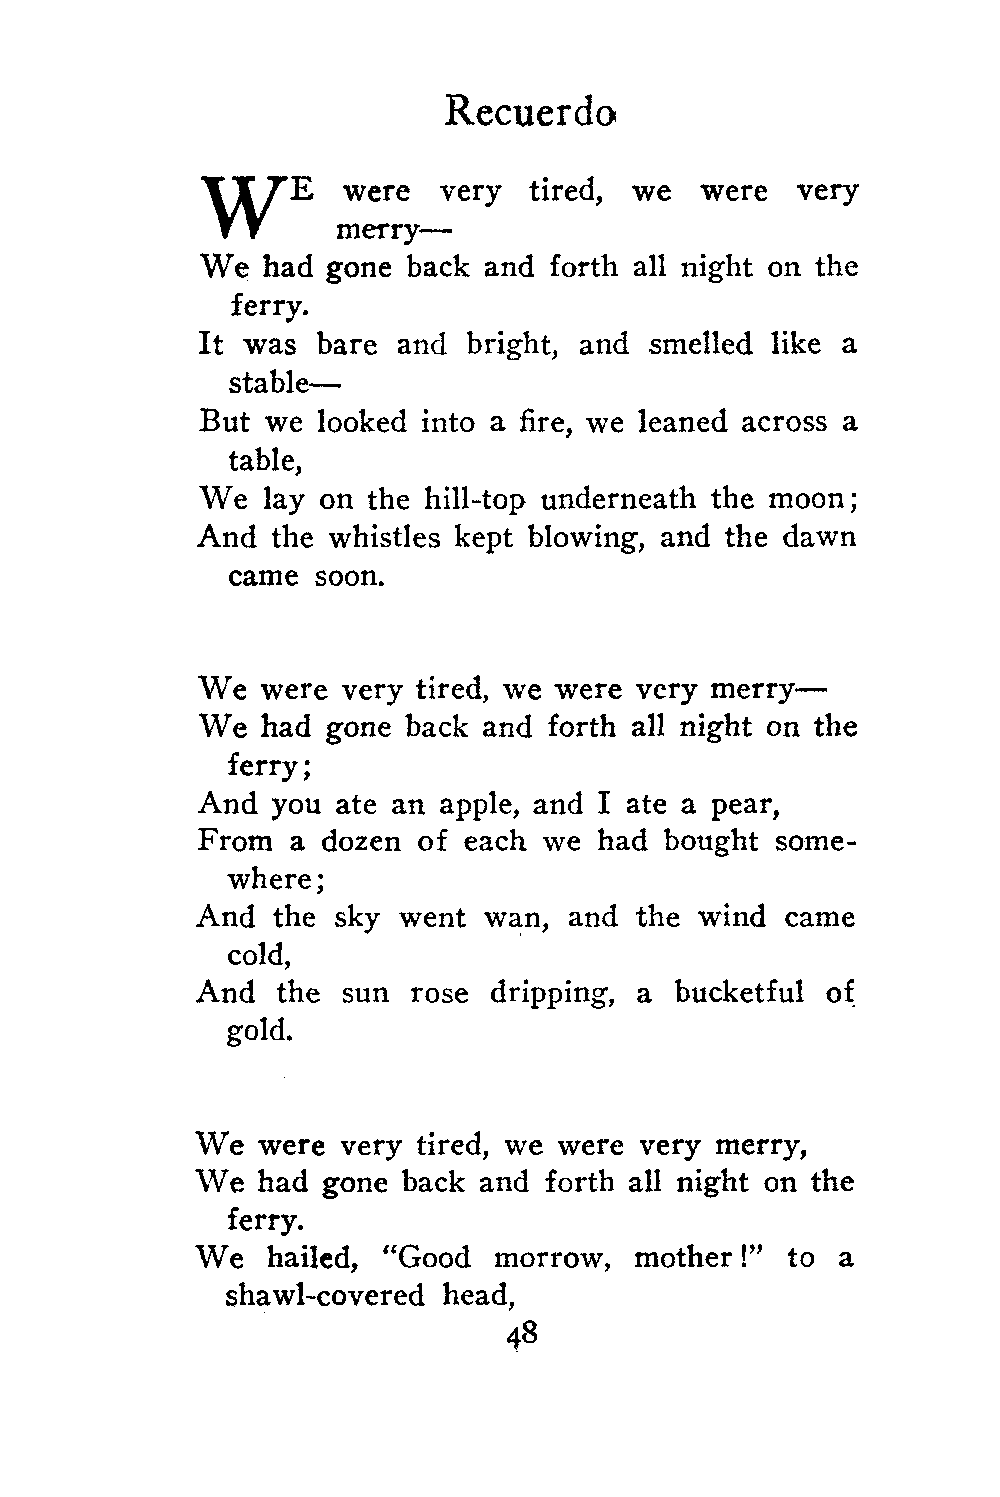 Recuerdo
WE were very tired, we were very
merry—
We had gone back and forth all night on the
ferry.
It was bare and bright, and smelled like a
stable—
But we looked into a fire, we leaned across a
table,
We lay on the hill-top underneath the moon;
And the whistles kept blowing, and the dawn
came soon.
We were very tired, we were very merry—
We had gone back and forth all night on the
ferry;
And you ate an apple, and I ate a pear,
From a dozen of each we had bought some-
where;
And the sky went wan, and the wind came
cold,
And the sun rose dripping, a bucketful of
gold.
We were very tired, we were very merry,
We had gone back and forth all night on the
ferry.
We hailed, "Good morrow, mother!" to a
shawl-covered head,
48